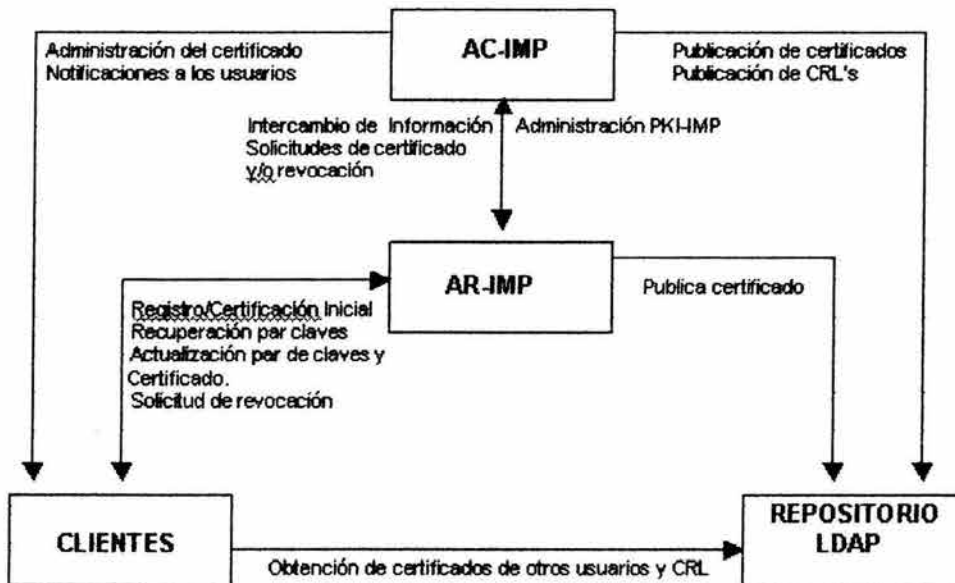 Administración del certificado
Notificaciones a los usuarios
AC-IMP
Publicación de certificados
Publicación de CRL's
Intercambio de Información
Solicitudes de certificado
y/o revocación
Administración PKI-IMP
AR-IMP
Registro/Certificación Inicial
Recuperación par claves
Actualización par de claves y
Certificado.
Solicitud de revocación
Publica certificado
CLIENTES
REPOSITORIO
LDAP
Obtención de certificados de otros usuarios y CRL